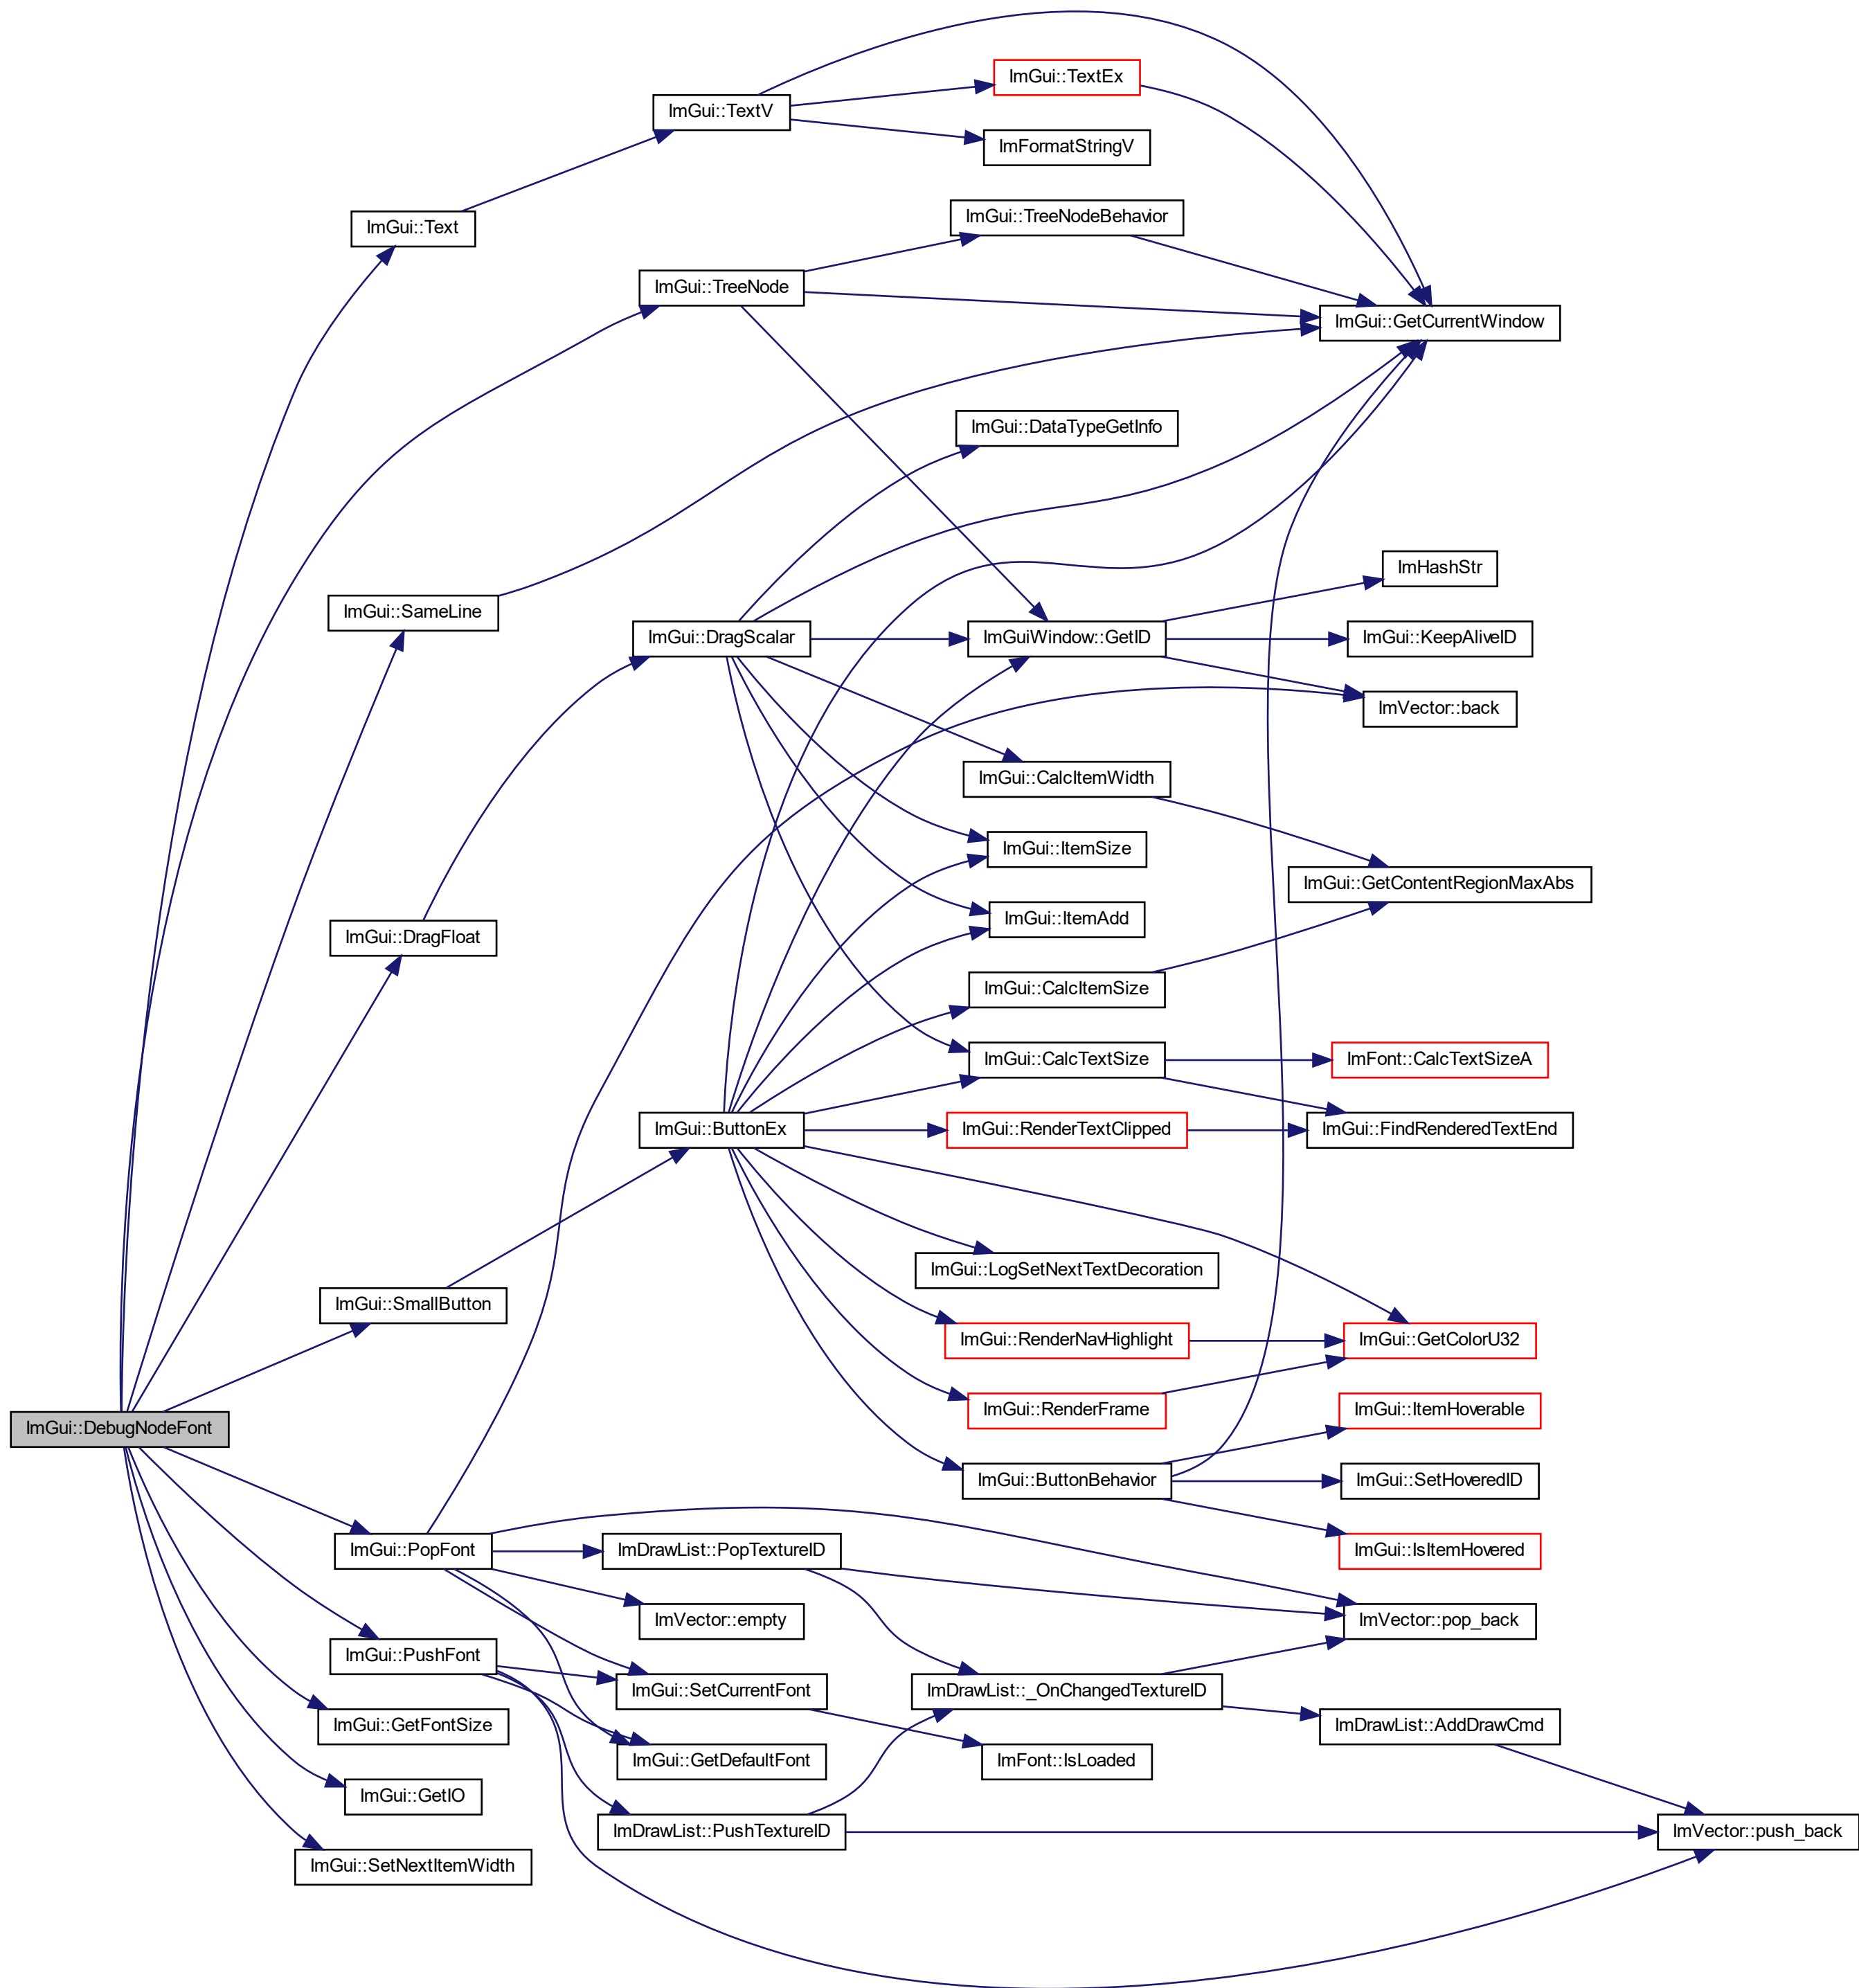 ImGui::DebugNodeFont
ImGui::Text
ImGui::TextV
ImGui::TextEx
ImFormatStringV
ImGui::TreeNode
ImGui::TreeNodeBehavior
ImGui::GetCurrentWindow
ImGui::SameLine
ImGui::DragFloat
ImGui::DragScalar
ImGui::DataTypeGetInfo
ImGuiWindow::GetID
ImHashStr
ImGui::KeepAliveID
ImVector::back
ImGui::CalcItemWidth
ImGui::ItemSize
ImGui::GetContentRegionMaxAbs
ImGui::ItemAdd
ImGui::CalcItemSize
ImGui::CalcTextSize
ImFont::CalcTextSizeA
ImGui::SmallButton
ImGui::ButtonEx
ImGui::RenderTextClipped
ImGui::FindRenderedTextEnd
ImGui::LogSetNextTextDecoration
ImGui::RenderNavHighlight
ImGui::GetColorU32
ImGui::RenderFrame
ImGui::ButtonBehavior
ImGui::ItemHoverable
ImGui::SetHoveredID
ImGui::IsItemHovered
ImGui::PopFont
ImDrawList::PopTextureID
ImVector::empty
ImVector::pop_back
ImGui::PushFont
ImGui::SetCurrentFont
ImDrawList::_OnChangedTextureID
ImDrawList::AddDrawCmd
ImGui::GetFontSize
ImGui::GetDefaultFont
ImFont::IsLoaded
ImGui::GetIO
ImDrawList::PushTextureID
ImVector::push_back
ImGui::SetNextItemWidth